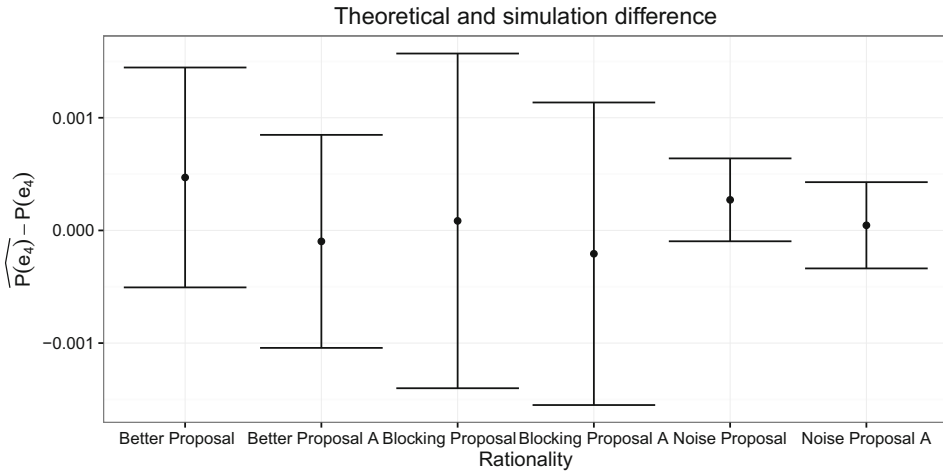 Theoretical and simulation difference
P(e₄) − P(e₄)
0.001
0.000
−0.001
Better Proposal
Better Proposal A
Blocking Proposal
Blocking Proposal A
Noise Proposal
Noise Proposal A
Rationality